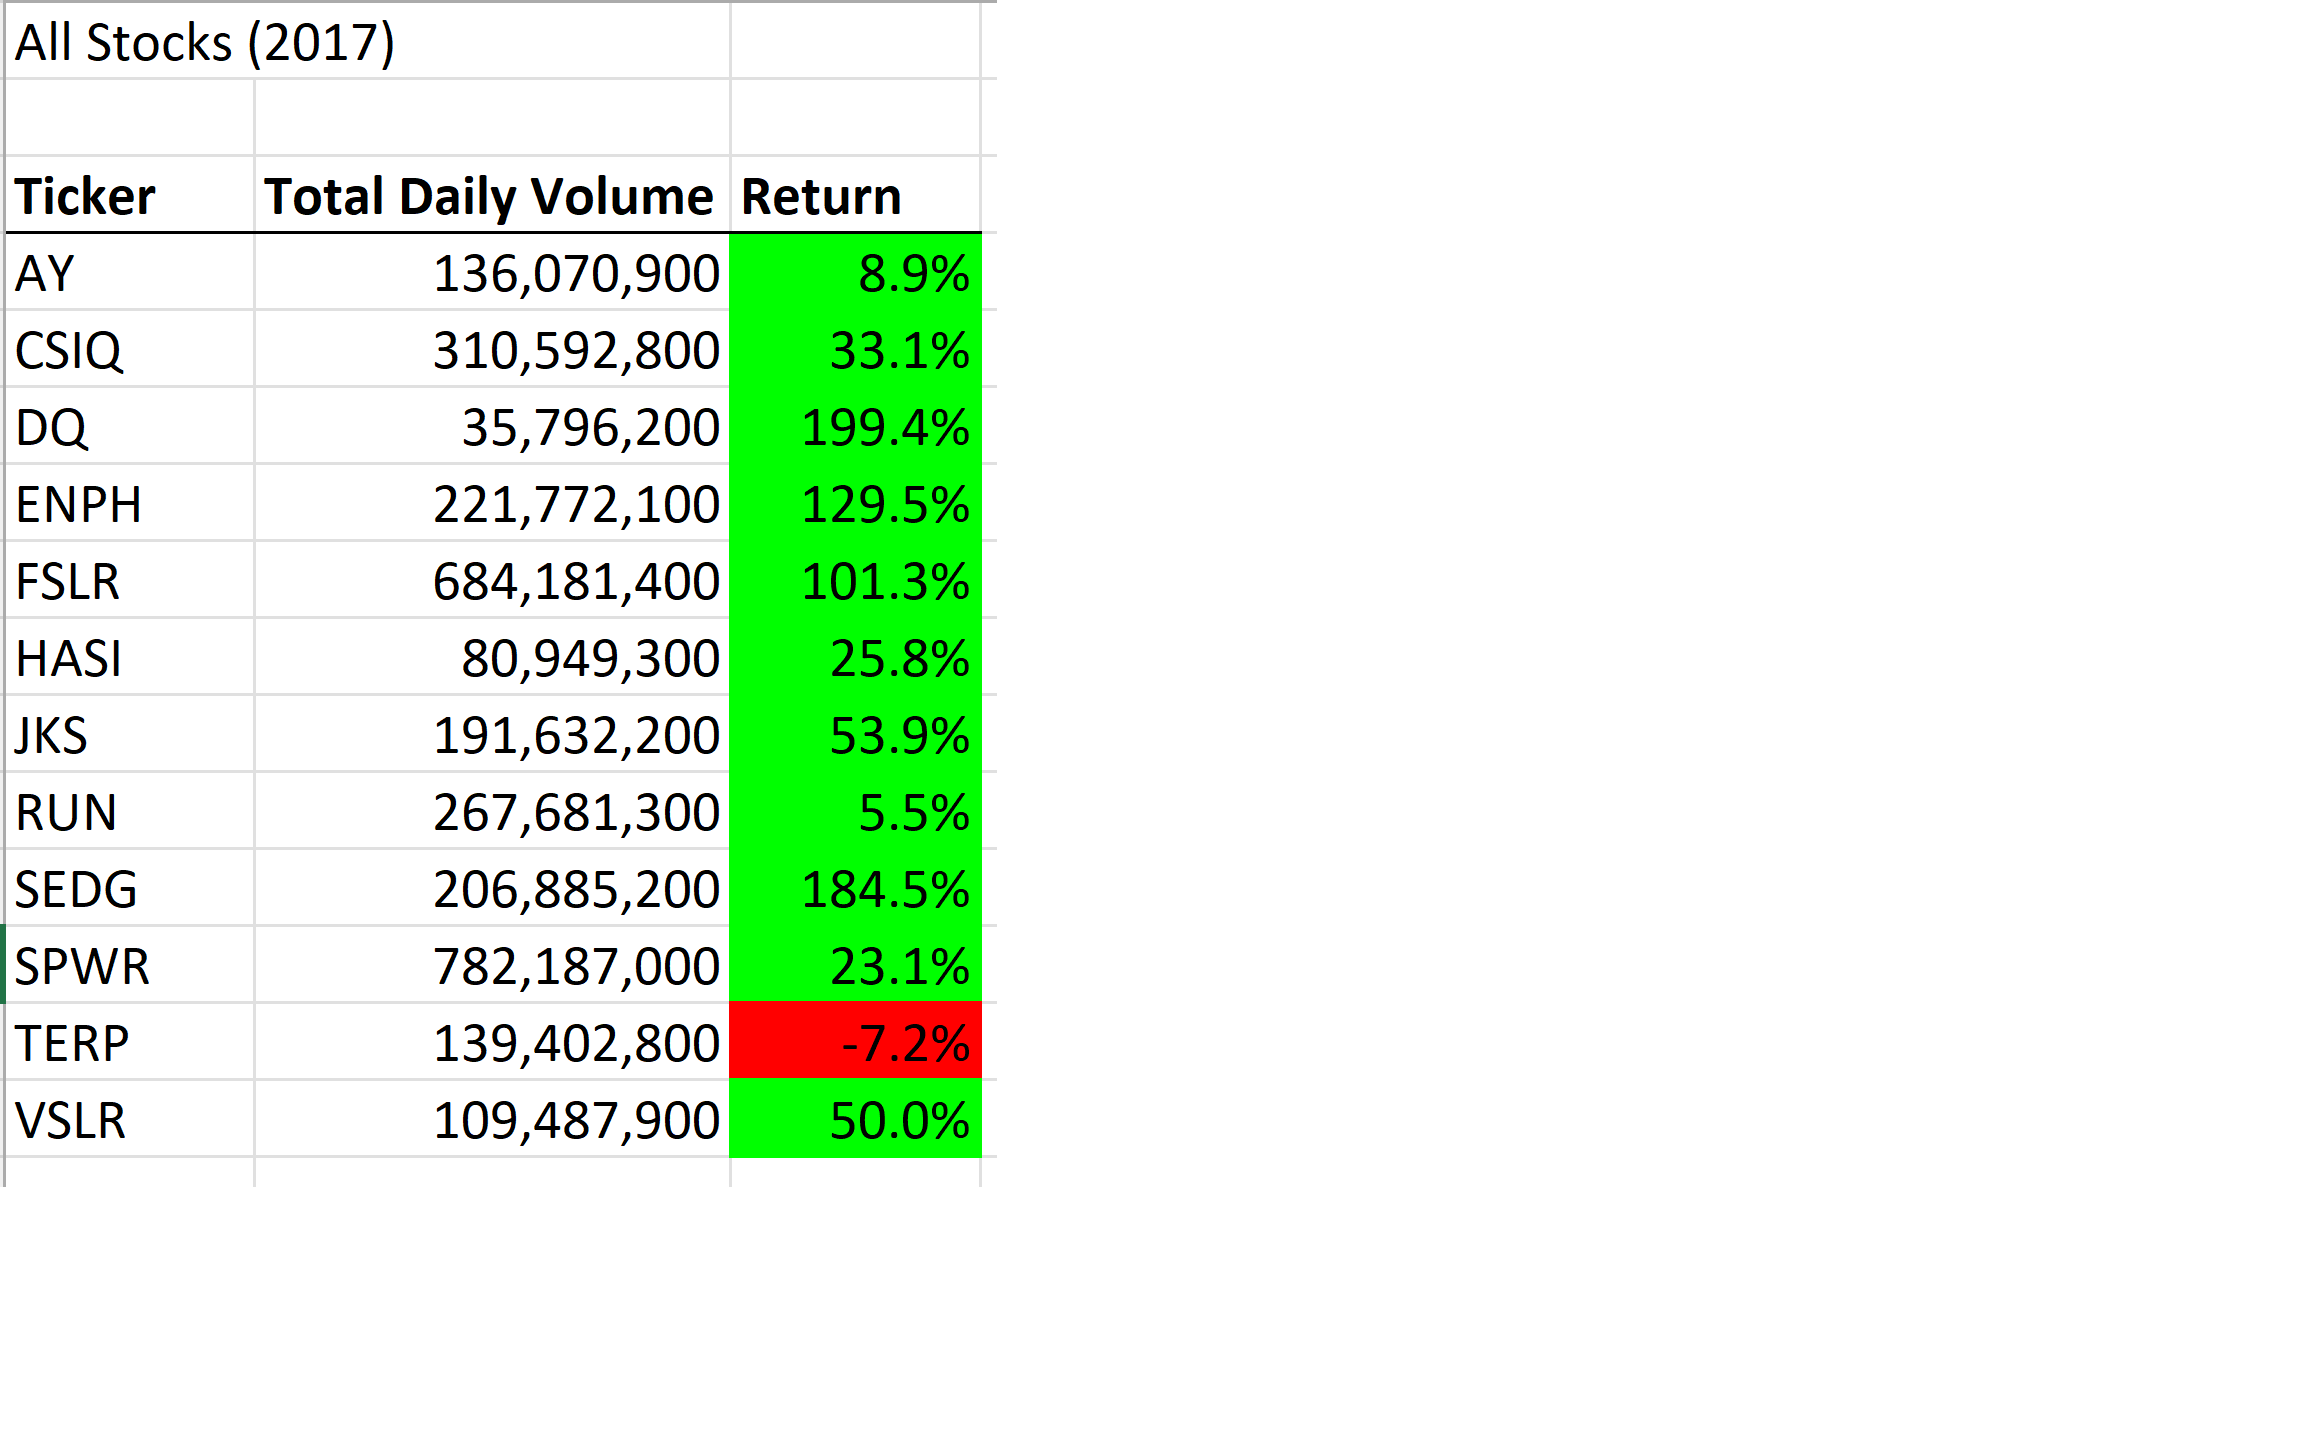 All Stocks (2017)
Ticker Total Daily Volume Return
AY 136,070,900 8.9%
CSIQ 310,592,800 33.1%
DQ 35,796,200 199.4%
ENPH 221,772,100 129.5%
FSLR 684,181,400 101.3%
HASI 80,949,300 25.8%
JKS 191,632,200 53.9%
RUN 267,681,300 5.5%
SEDG 206,885,200 184.5%
SPWR 782,187,000 23.1%
TERP 139,402,800 -7.2%
VSLR 109,487,900 50.0%